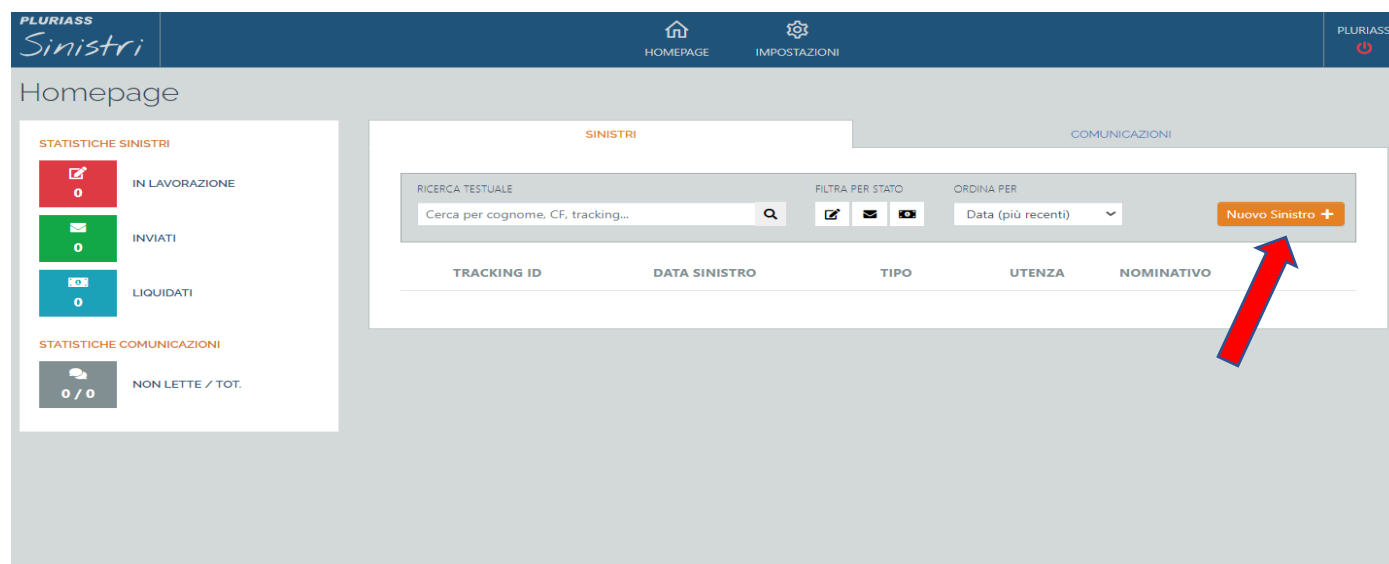 PLURIASS
Sinistri
HOMEPAGE
IMPOSTAZIONI
PLURIASS
Homepage
STATISTICHE SINISTRI
0
IN LAVORAZIONE
0
INVIATI
0
LIQUIDATI
STATISTICHE COMUNICAZIONI
0 / 0
NON LETTE / TOT.
SINISTRI
COMUNICAZIONI
RICERCA TESTUALE
FILTRA PER STATO
ORDINA PER
Cerca per cognome, CF, tracking...
Data (più recenti)
Nuovo Sinistro +
TRACKING ID
DATA SINISTRO
TIPO
UTENZA
NOMINATIVO